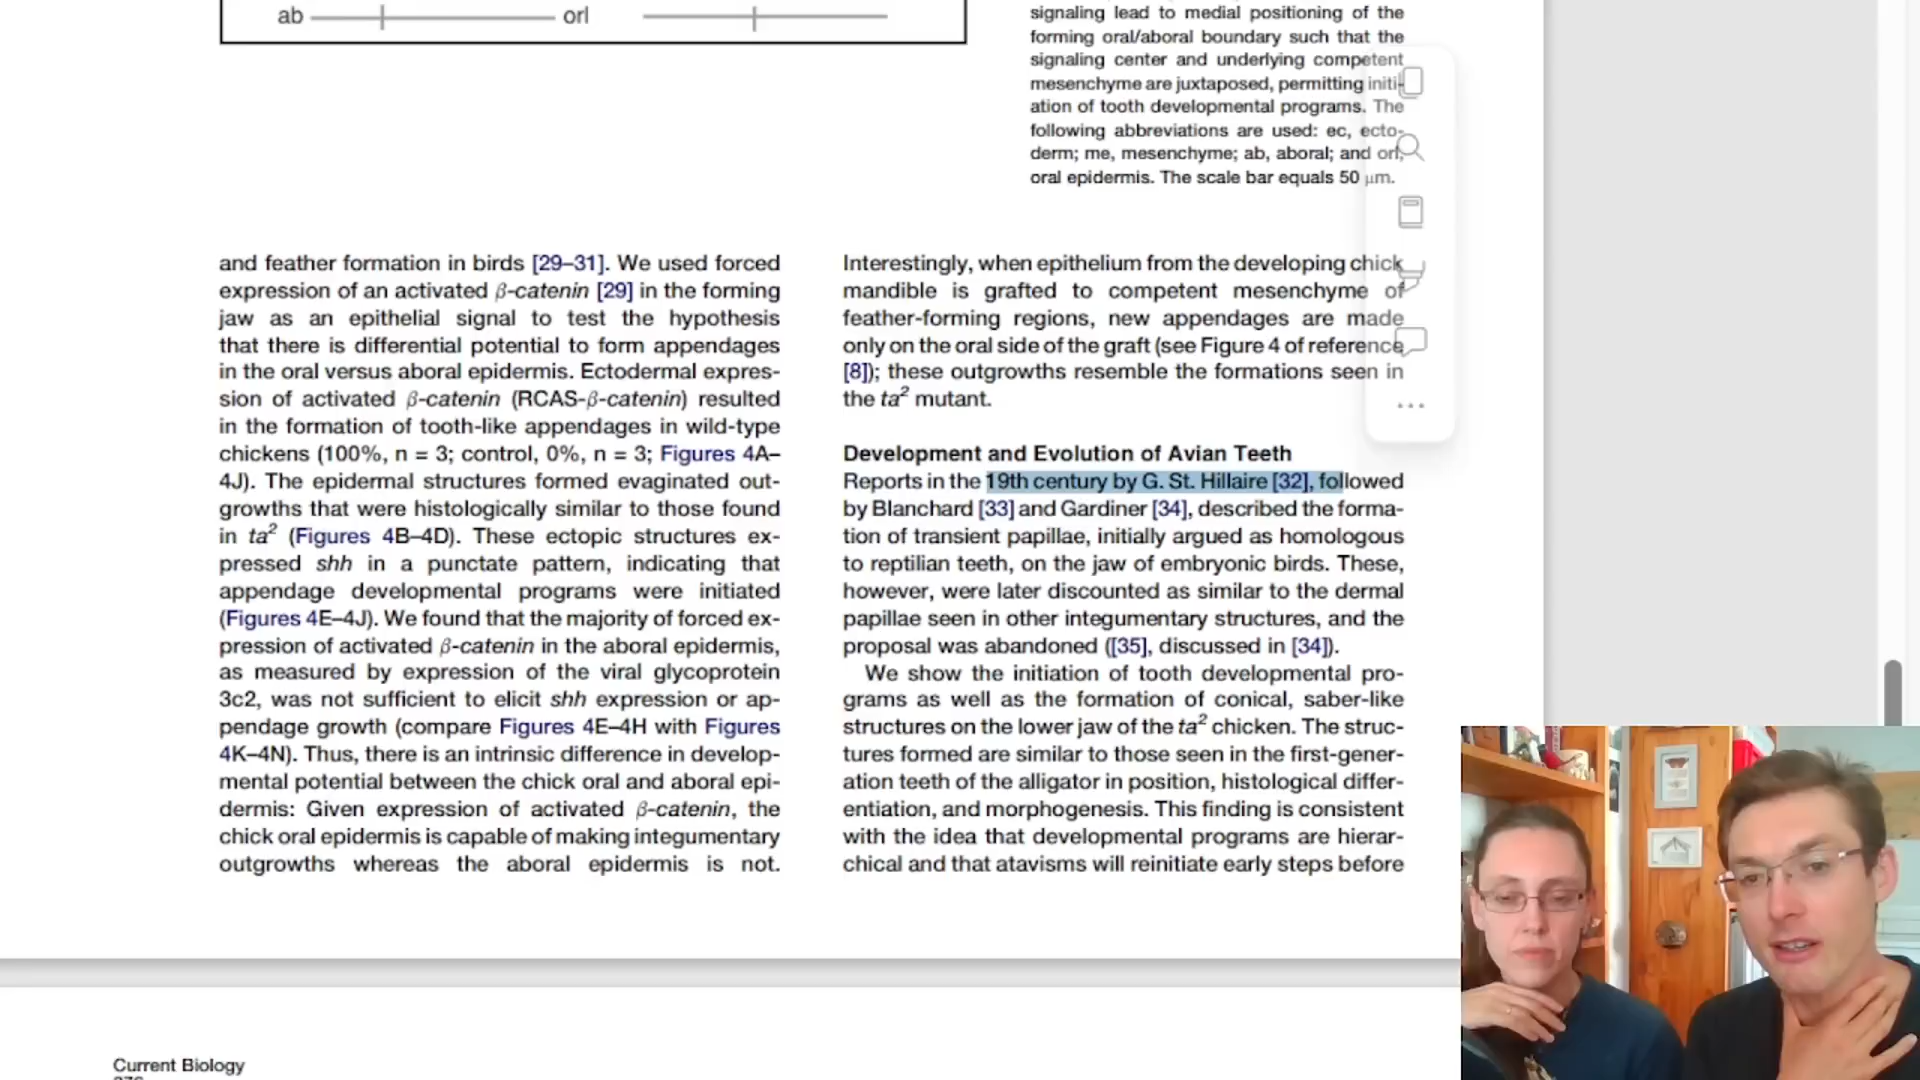 ab
orl
signaling lead to medial positioning of the
forming oral/aboral boundary such that the
signaling center and underlying competent
mesenchyme are juxtaposed, permitting initi-
ation of tooth developmental programs. The
following abbreviations are used: ec, ecto-
derm; me, mesenchyme; ab, aboral; and orl,
oral epidermis. The scale bar equals 50 μm.
and feather formation in birds [29–31]. We used forced
expression of an activated β-catenin [29] in the forming
jaw as an epithelial signal to test the hypothesis
that there is differential potential to form appendages
in the oral versus aboral epidermis. Ectodermal expres-
sion of activated β-catenin (RCAS-β-catenin) resulted
in the formation of tooth-like appendages in wild-type
chickens (100%, n = 3; control, 0%, n = 3; Figures 4A–
4J). The epidermal structures formed evaginated out-
growths that were histologically similar to those found
in ta² (Figures 4B–4D). These ectopic structures ex-
pressed shh in a punctate pattern, indicating that
appendage developmental programs were initiated
(Figures 4E–4J). We found that the majority of forced ex-
pression of activated β-catenin in the aboral epidermis,
as measured by expression of the viral glycoprotein
3c2, was not sufficient to elicit shh expression or ap-
pendage growth (compare Figures 4E–4H with Figures
4K–4N). Thus, there is an intrinsic difference in develop-
mental potential between the chick oral and aboral epi-
dermis: Given expression of activated β-catenin, the
chick oral epidermis is capable of making integumentary
outgrowths whereas the aboral epidermis is not.
Interestingly, when epithelium from the developing chick
mandible is grafted to competent mesenchyme of
feather-forming regions, new appendages are made
only on the oral side of the graft (see Figure 4 of reference
[8]); these outgrowths resemble the formations seen in
the ta² mutant.
Development and Evolution of Avian Teeth
Reports in the 19th century by G. St. Hillaire [32], followed
by Blanchard [33] and Gardiner [34], described the forma-
tion of transient papillae, initially argued as homologous
to reptilian teeth, on the jaw of embryonic birds. These,
however, were later discounted as similar to the dermal
papillae seen in other integumentary structures, and the
proposal was abandoned ([35], discussed in [34]).
We show the initiation of tooth developmental pro-
grams as well as the formation of conical, saber-like
structures on the lower jaw of the ta² chicken. The struc-
tures formed are similar to those seen in the first-gener-
ation teeth of the alligator in position, histological differ-
entiation, and morphogenesis. This finding is consistent
with the idea that developmental programs are hierar-
chical and that atavisms will reinitiate early steps before
Current Biology